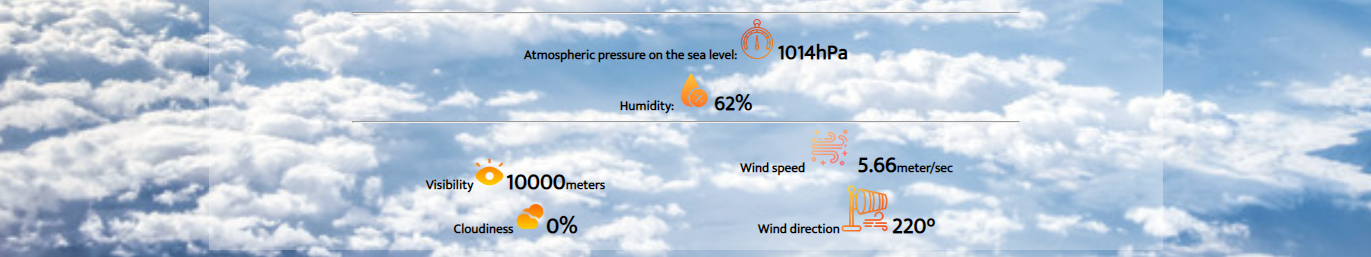 Atmospheric pressure on the sea level: 1014hPa
Humidity: 62%
Visibility 10000meters
Cloudiness 0%
Wind speed 5.66meter/sec
Wind direction 220º